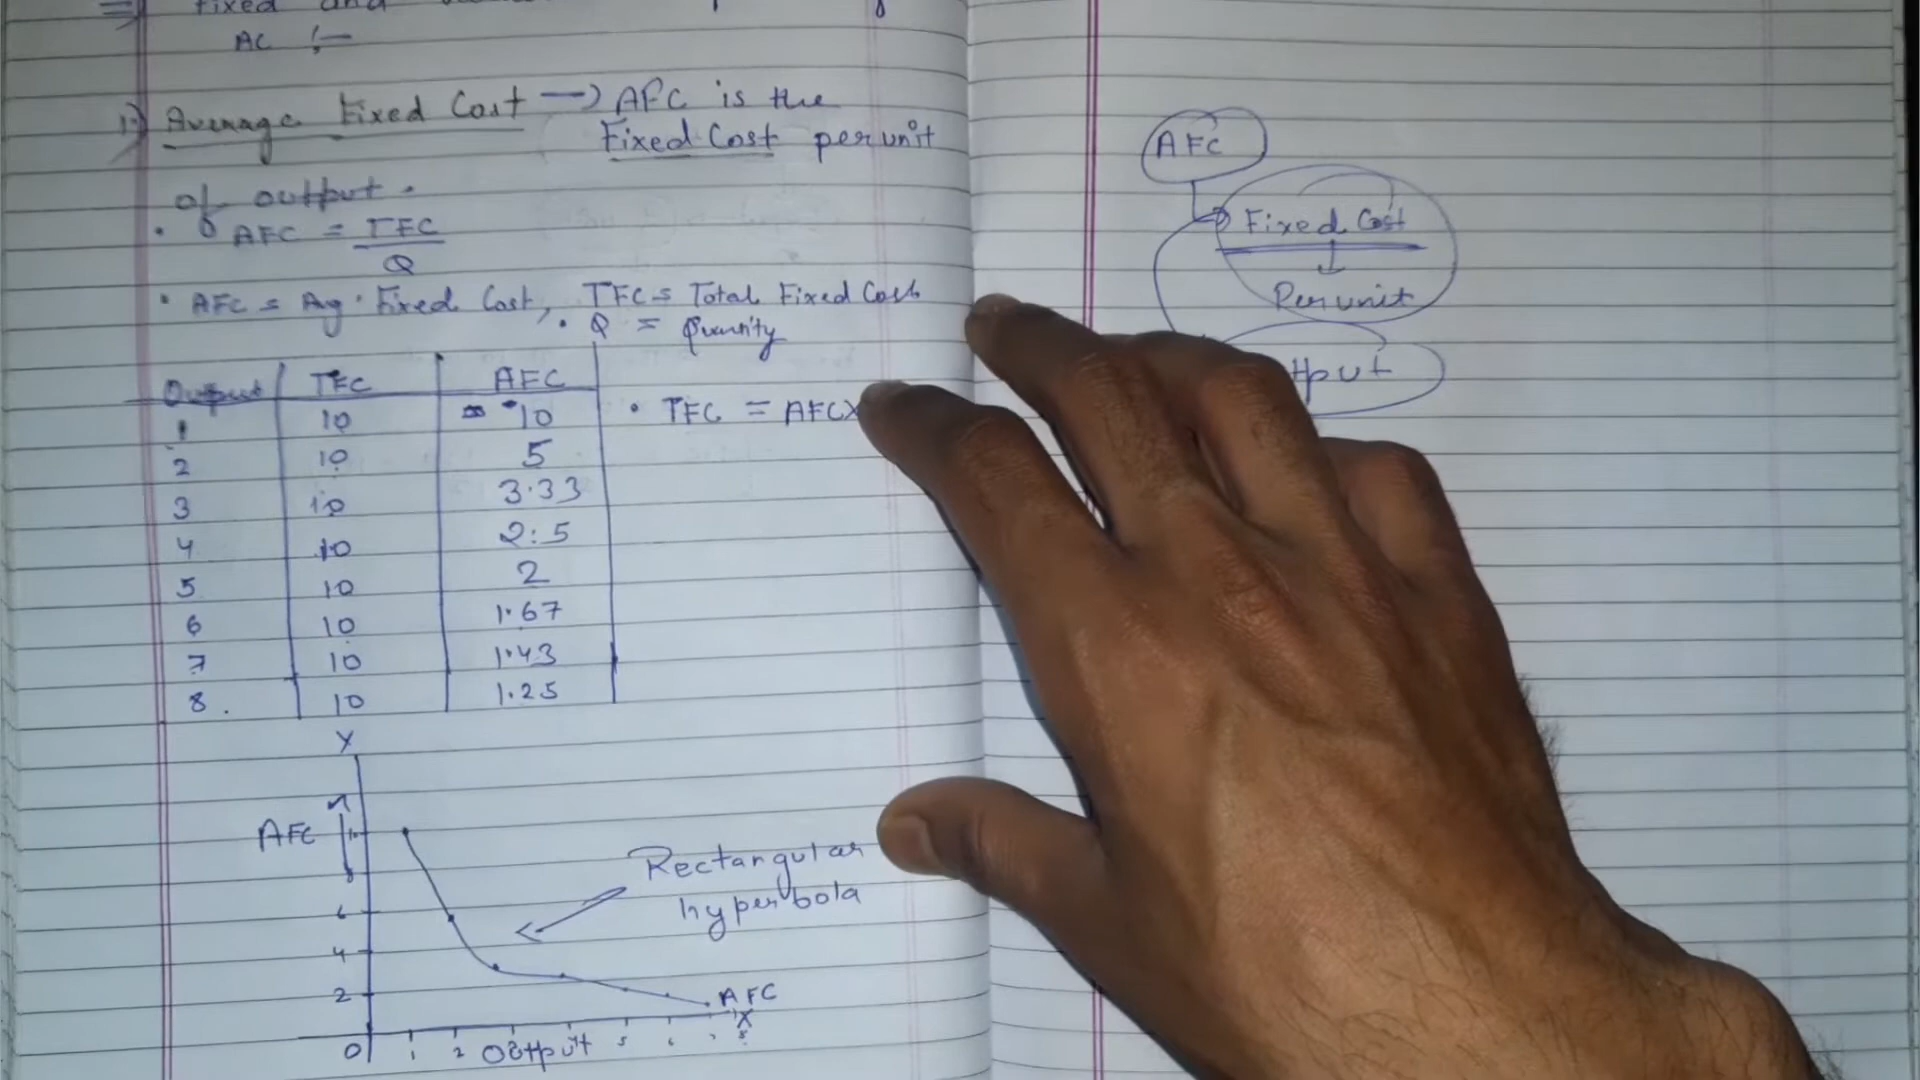 Fixed and
AC :-
1) Average Fixed Cost → AFC is the
Fixed Cost per unit
of output.
• AFC = TFC
Q
• AFC = Avg. Fixed Cost, TFC = Total Fixed Cost
• Q = Quantity
Output TFC AFC
1 10 10
2 10 5
3 10 3.33
4 10 2.5
5 10 2
6 10 1.67
7 10 1.43
8 10 1.25
• TFC = AFC×
Y
AFC
10
8
6
4
2
Rectangular
hyperbola
AFC
X
0 1 2 Output 5
AFC
Fixed Cost
↓
Per unit
tput